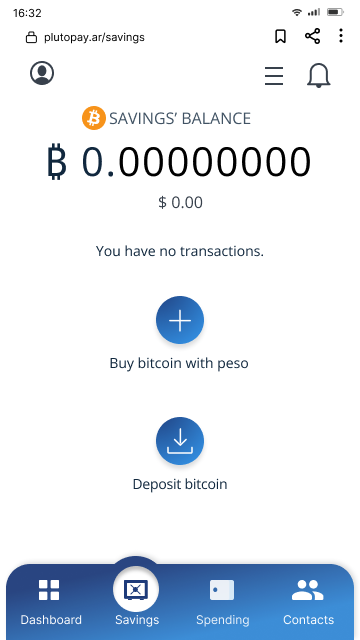 16:32
plutopay.ar/savings
SAVINGS’ BALANCE
₿ 0.00000000
$ 0.00
You have no transactions.
Buy bitcoin with peso
Deposit bitcoin
Dashboard
Savings
Spending
Contacts